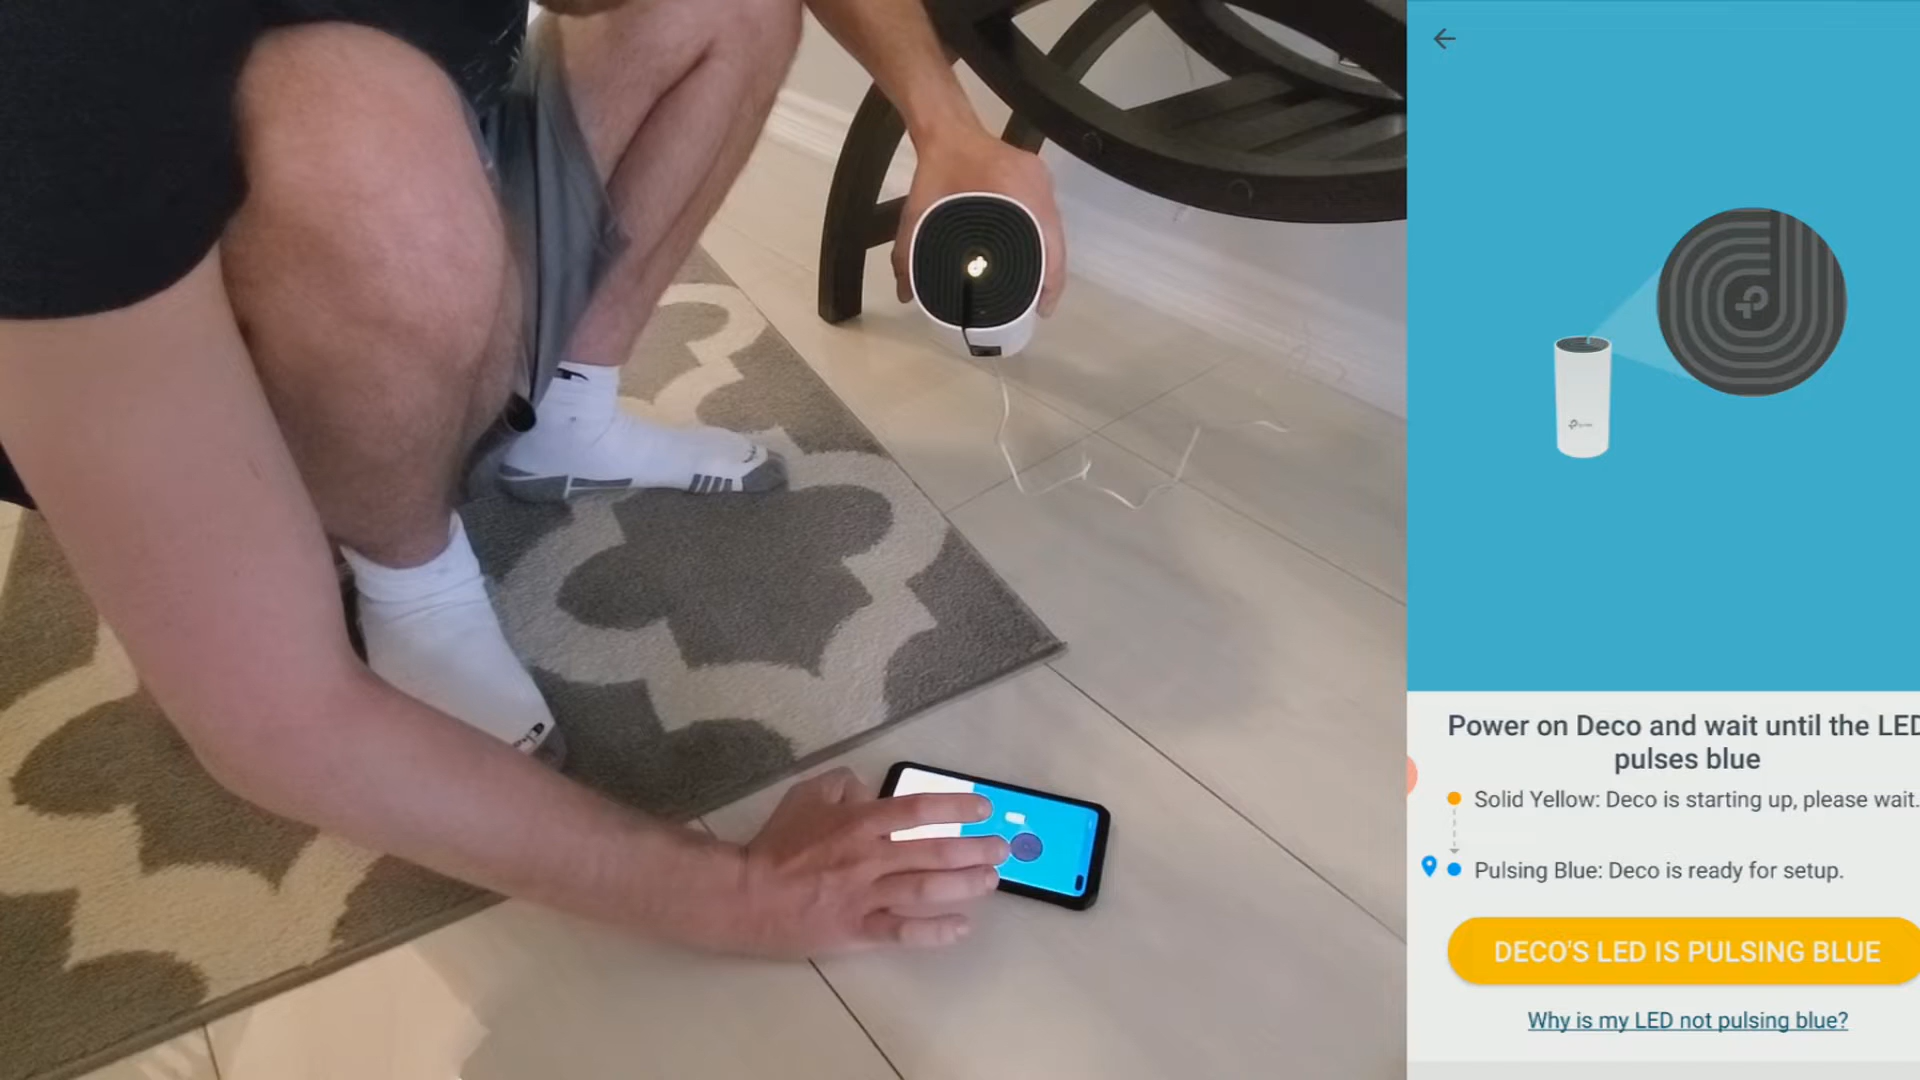 Power on Deco and wait until the LED
pulses blue
Solid Yellow: Deco is starting up, please wait.
Pulsing Blue: Deco is ready for setup.
DECO'S LED IS PULSING BLUE
Why is my LED not pulsing blue?